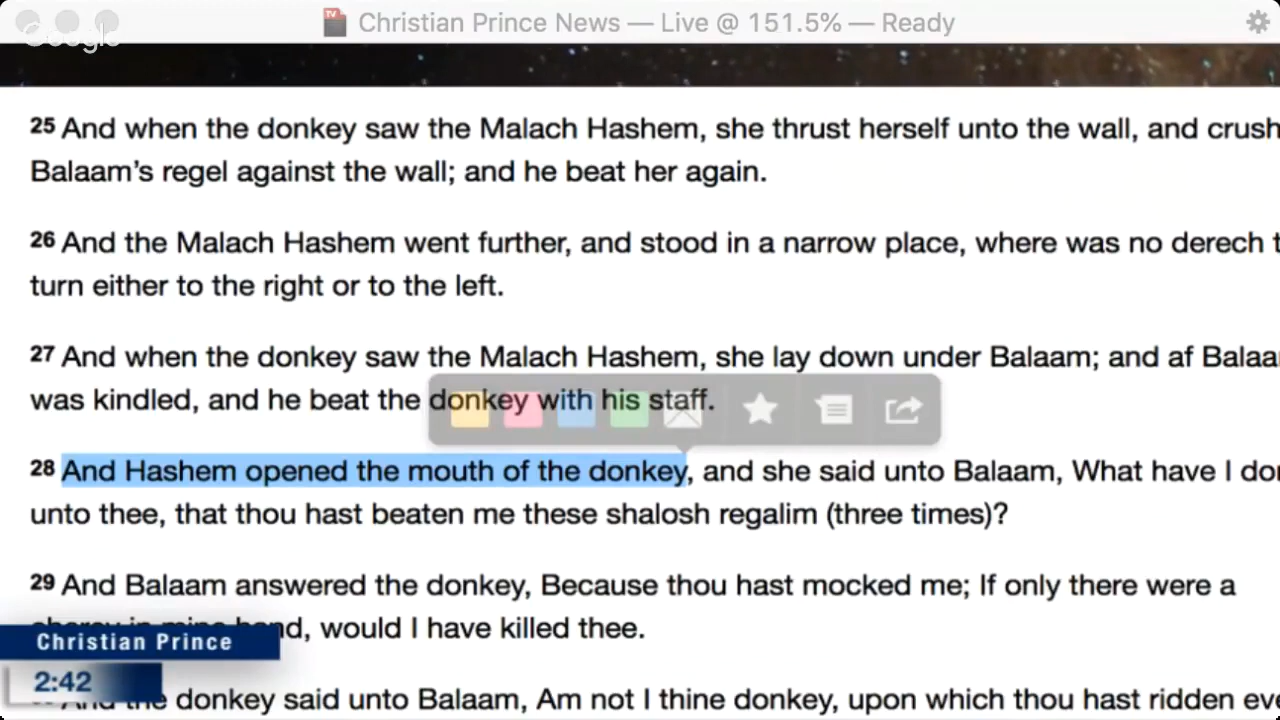 Christian Prince News — Live @ 151.5% — Ready
Google
25 And when the donkey saw the Malach Hashem, she thrust herself unto the wall, and crush
Balaam's regel against the wall; and he beat her again.
26 And the Malach Hashem went further, and stood in a narrow place, where was no derech t
turn either to the right or to the left.
27 And when the donkey saw the Malach Hashem, she lay down under Balaam; and af Balaa
was kindled, and he beat the donkey with his staff.
28 And Hashem opened the mouth of the donkey, and she said unto Balaam, What have I do
unto thee, that thou hast beaten me these shalosh regalim (three times)?
29 And Balaam answered the donkey, Because thou hast mocked me; If only there were a
hand, would I have killed thee.
Christian Prince
2:42
And the donkey said unto Balaam, Am not I thine donkey, upon which thou hast ridden eve